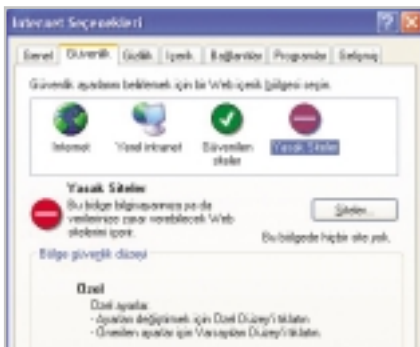 Internet Seçenekleri
Genel Güvenlik Gizlilik İçerik Bağlantılar Programlar Gelişmiş
Güvenlik ayarlarını belirlemek için bir Web içerik bölgesi seçin.
Internet Yerel intranet Güvenilen siteler Yasak Siteler
Yasak Siteler
Bu bölge bilgisayarınıza ya da
verilerinize zarar verebilecek Web
sitelerini içerir.
Siteler...
Bu bölgede hiçbir site yok.
Bölge güvenlik düzeyi
Özel
Özel ayarlar.
- Ayarları değiştirmek için Özel Düzey'i tıklatın.
- Önerilen ayarlar için Varsayılan Düzey'i tıklatın.